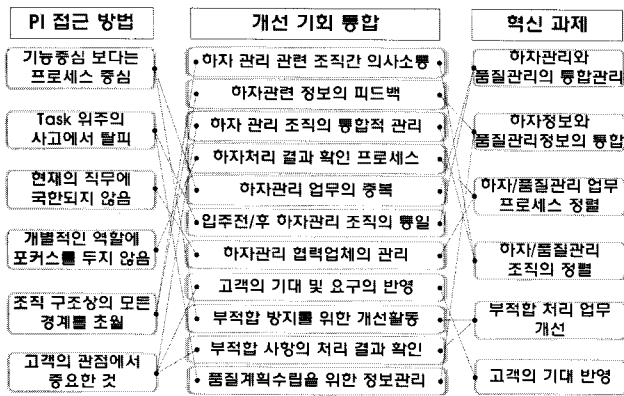 PI 접근 방법
기능중심 보다는
프로세스 중심
Task 위주의
사고에서 탈피
현재의 직무에
국한되지 않음
개별적인 역할에
포커스를 두지 않음
조직 구조상의 모든
경계를 초월
고객의 관점에서
중요한 것
개선 기회 통합
하자 관리 관련 조직간 의사소통
하자관련 정보의 피드백
하자 관리 조직의 통합적 관리
하자처리 결과 확인 프로세스
하자관리 업무의 중복
입주전/후 하자관리 조직의 통일
하자관리 협력업체의 관리
고객의 기대 및 요구의 반영
부적합 방지를 위한 개선활동
부적합 사항의 처리 결과 확인
품질계획수립을 위한 정보관리
혁신 과제
하자관리와
품질관리의 통합관리
하자정보와
품질관리정보의 통합
하자/품질관리 업무
프로세스 정렬
하자/품질관리
조직의 정렬
부적합 처리 업무
개선
고객의 기대 반영